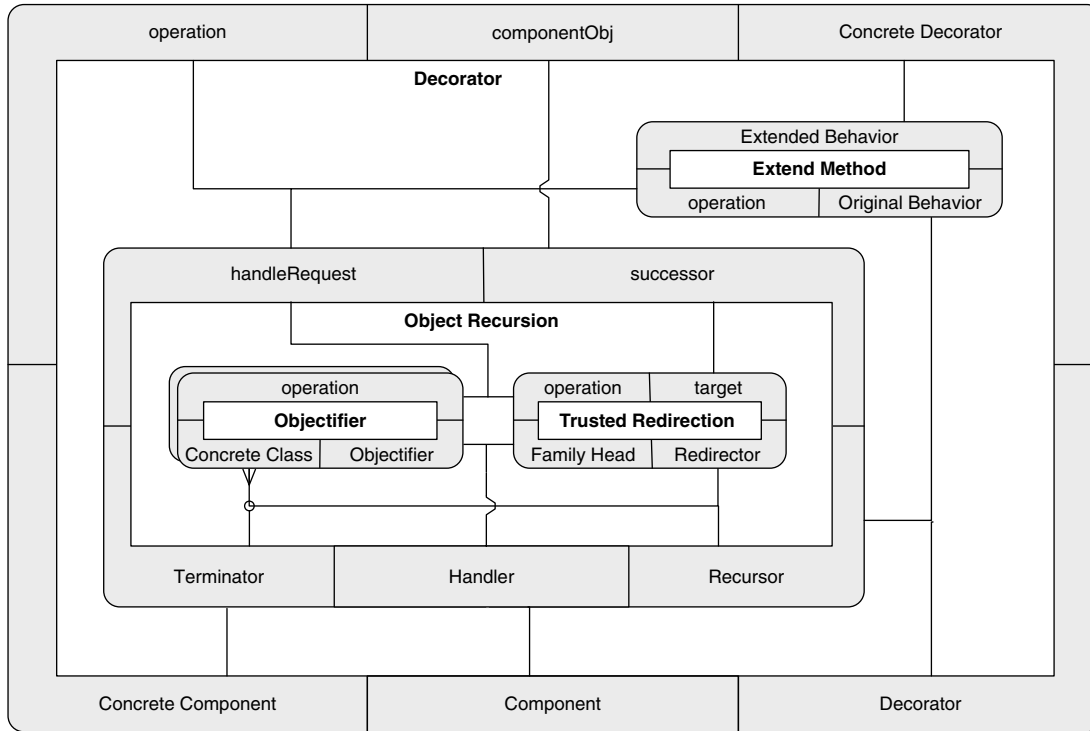 operation
componentObj
Concrete Decorator
Decorator
Extended Behavior
Extend Method
operation
Original Behavior
handleRequest
successor
Object Recursion
operation
Objectifier
Concrete Class
Objectifier
operation
target
Trusted Redirection
Family Head
Redirector
Terminator
Handler
Recursor
Concrete Component
Component
Decorator